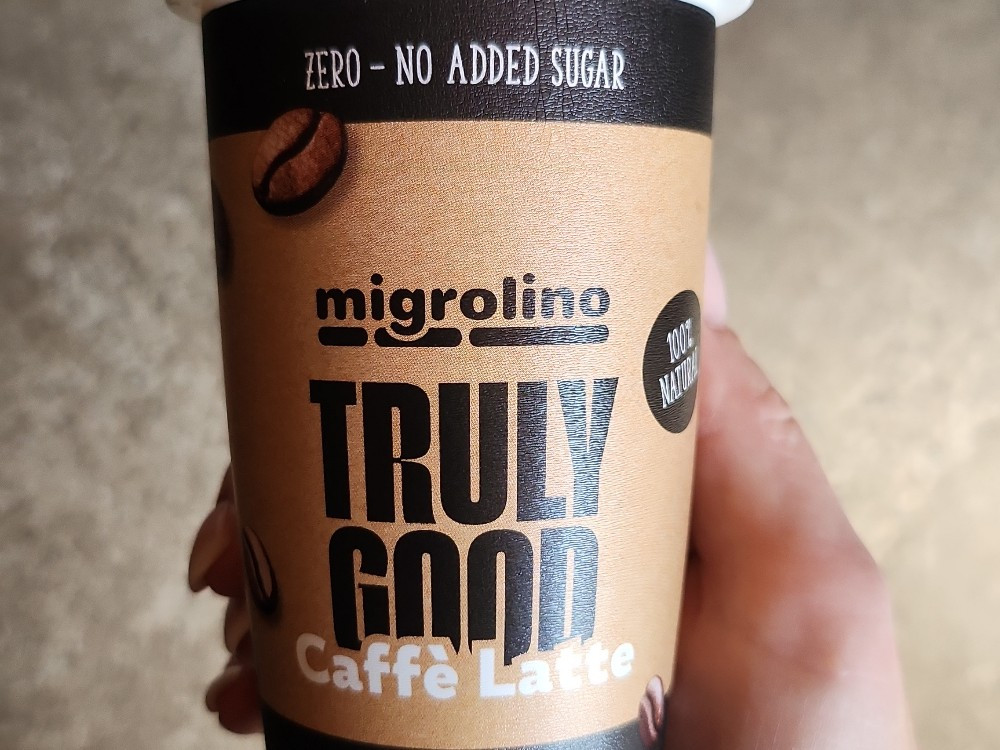 ZERO – NO ADDED SUGAR
migrolino
100%
NATURAL
TRULY
GOOD
Caffè Latte